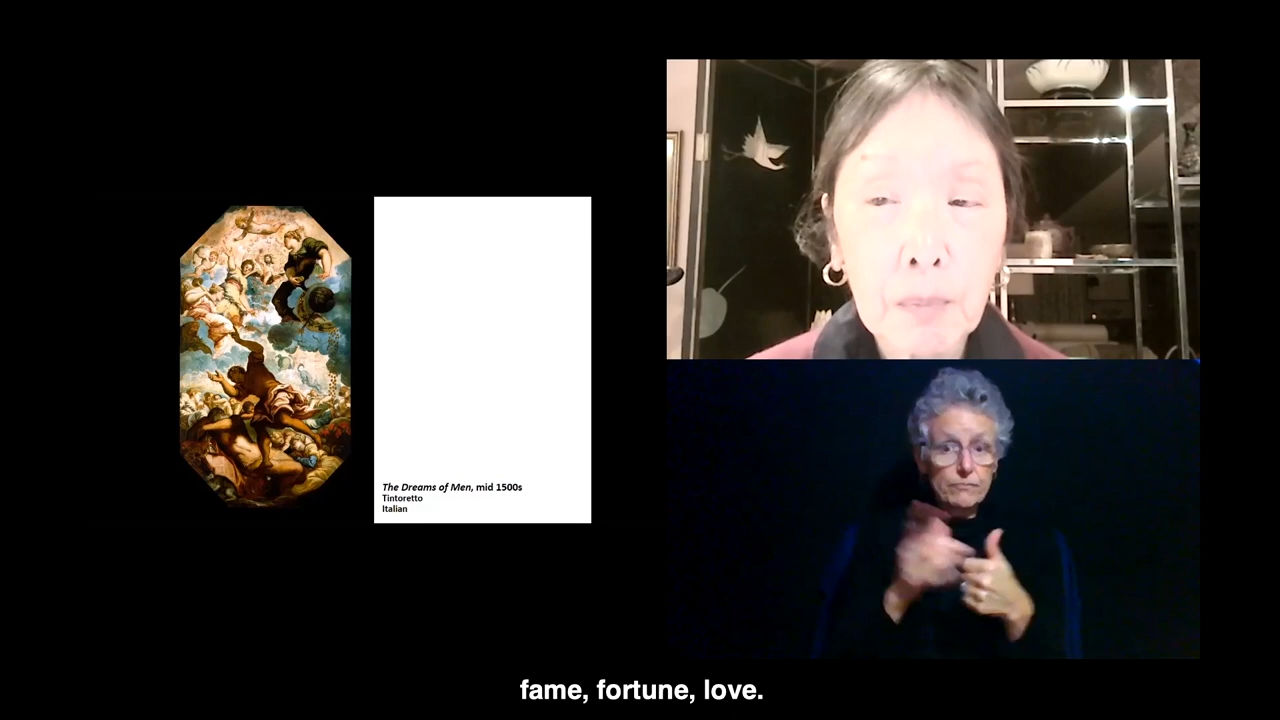 The Dreams of Men, mid 1500s
Tintoretto
Italian
fame, fortune, love.